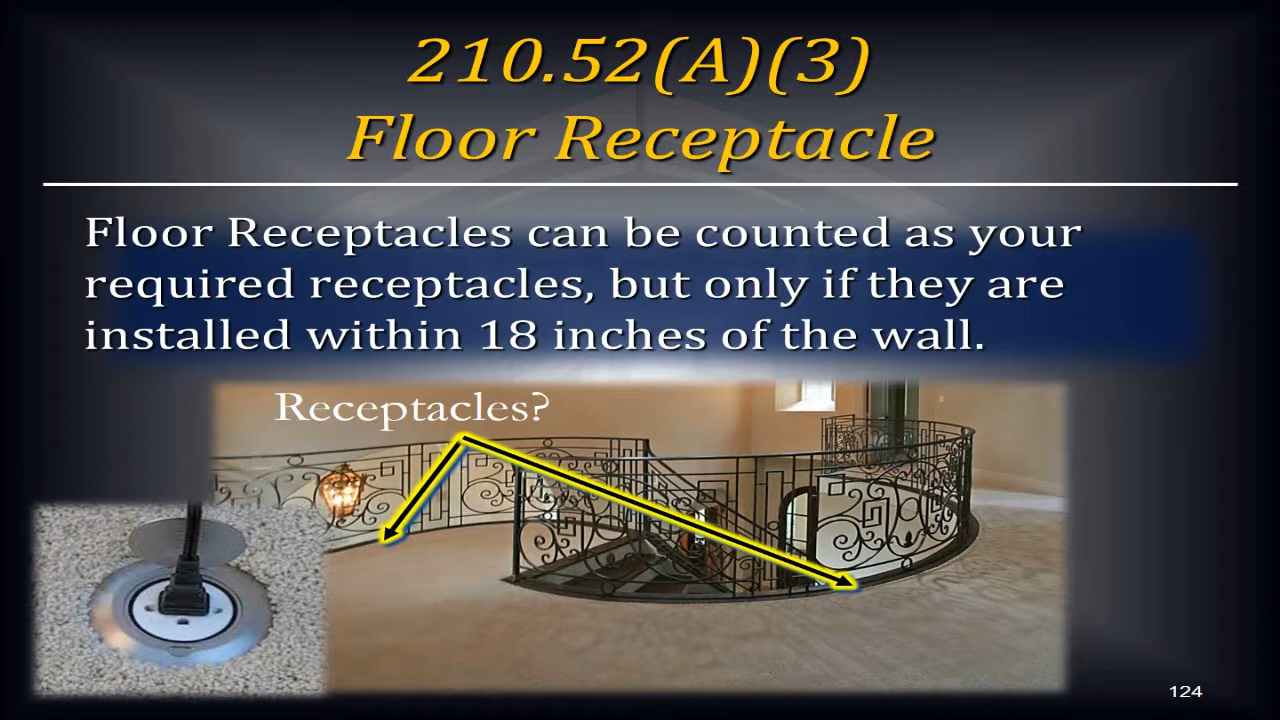 210.52(A)(3)
Floor Receptacle
Floor Receptacles can be counted as your
required receptacles, but only if they are
installed within 18 inches of the wall.
Receptacles?
124